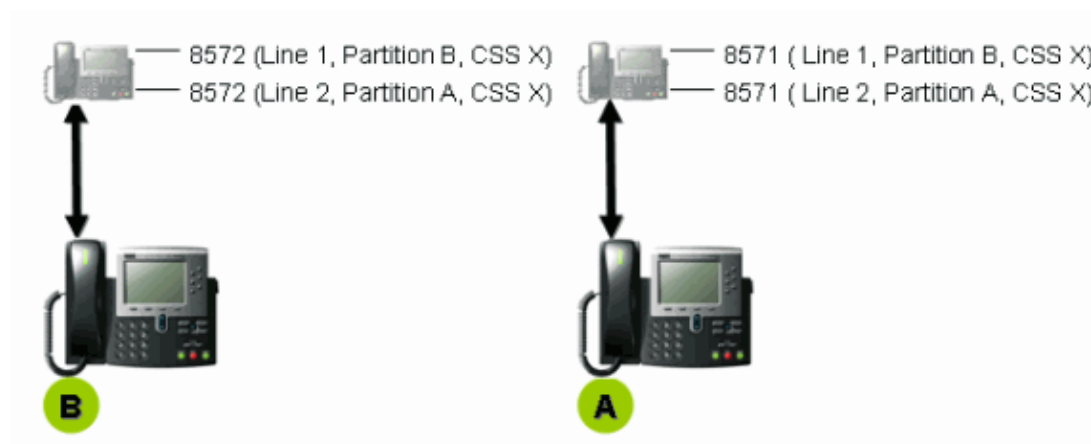 8572 (Line 1, Partition B, CSS X)
8572 (Line 2, Partition A, CSS X)
8571 ( Line 1, Partition B, CSS X)
8571 ( Line 2, Partition A, CSS X)
B
A